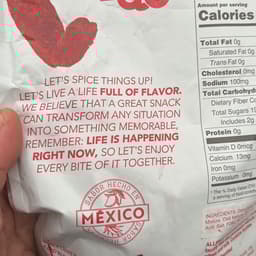 LET'S SPICE THINGS UP!
LET'S LIVE A LIFE FULL OF FLAVOR.
WE BELIEVE THAT A GREAT SNACK
CAN TRANSFORM ANY SITUATION
INTO SOMETHING MEMORABLE,
REMEMBER: LIFE IS HAPPENING
RIGHT NOW, SO LET'S ENJOY
EVERY BITE OF IT TOGETHER.
SABOR HECHO EN
MÉXICO
Amount per serving
Calories
Total Fat 0g
Saturated Fat 0g
Trans Fat 0g
Cholesterol 0mg
Sodium 100mg
Total Carbohyd
Dietary Fiber
Total Sugars
Includes 2g
Protein 0g
Vitamin D 0mcg
Calcium 13mg
Iron 0mg
Potassium 0mg
INGREDIENTS: